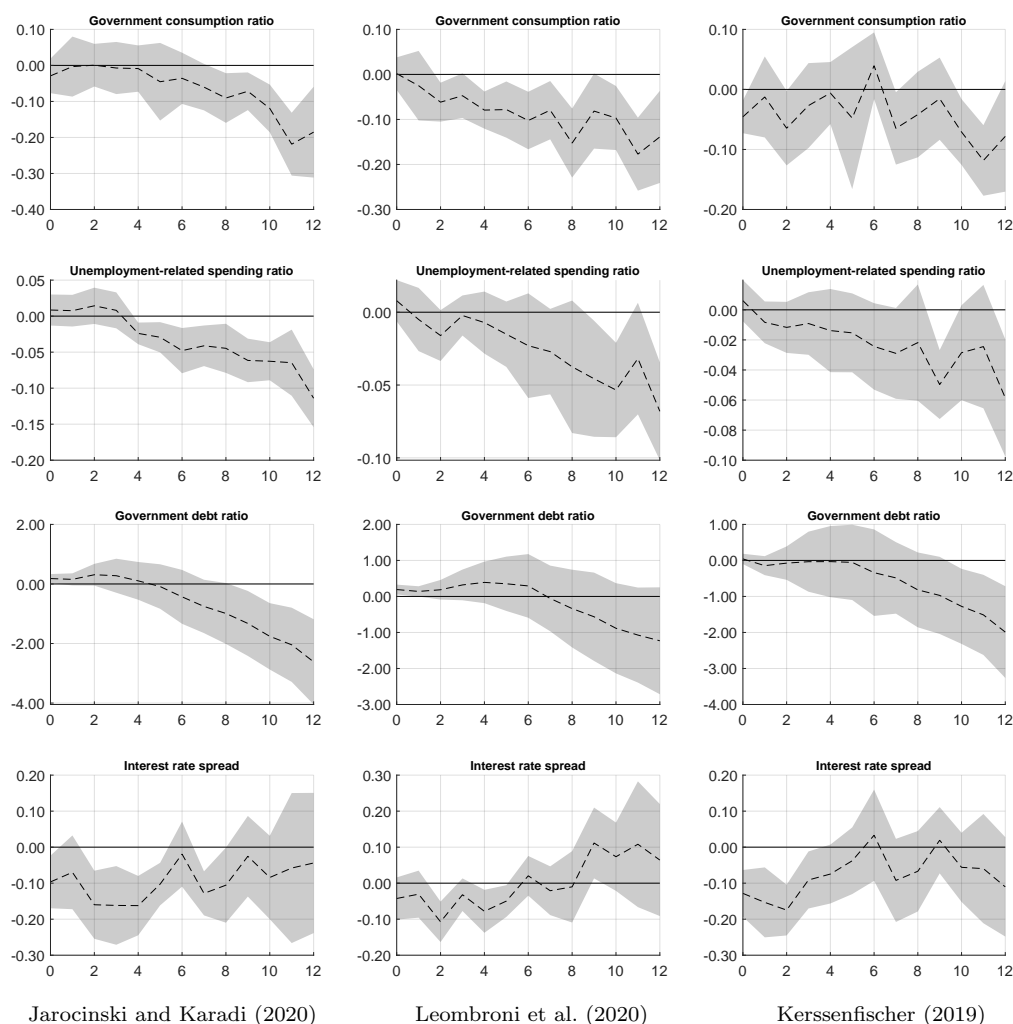 Government consumption ratio Government consumption ratio Government consumption ratio
0.10 0.10 0.10
0.00 0.00 0.00
-0.10 -0.10 -0.10
-0.20 -0.20 -0.20
-0.30 -0.30
-0.40
0 2 4 6 8 10 12 0 2 4 6 8 10 12 0 2 4 6 8 10 12
Unemployment-related spending ratio Unemployment-related spending ratio Unemployment-related spending ratio
0.05
0.00 0.00 0.00
-0.05 -0.05 -0.02
-0.10 -0.10 -0.04
-0.15 -0.06
-0.20 -0.08
-0.10
0 2 4 6 8 10 12 0 2 4 6 8 10 12 0 2 4 6 8 10 12
Government debt ratio Government debt ratio Government debt ratio
2.00 2.00 1.00
0.00 1.00 0.00
-2.00 0.00 -1.00
-4.00 -1.00 -2.00
-2.00 -3.00
-3.00 -4.00
0 2 4 6 8 10 12 0 2 4 6 8 10 12 0 2 4 6 8 10 12
Interest rate spread Interest rate spread Interest rate spread
0.20 0.30 0.20
0.10 0.20 0.10
0.00 0.10 0.00
-0.10 0.00 -0.10
-0.20 -0.10 -0.20
-0.30 -0.20 -0.30
0 2 4 6 8 10 12 0 2 4 6 8 10 12 0 2 4 6 8 10 12
Jarocinski and Karadi (2020) Leombroni et al. (2020) Kerssenfischer (2019)